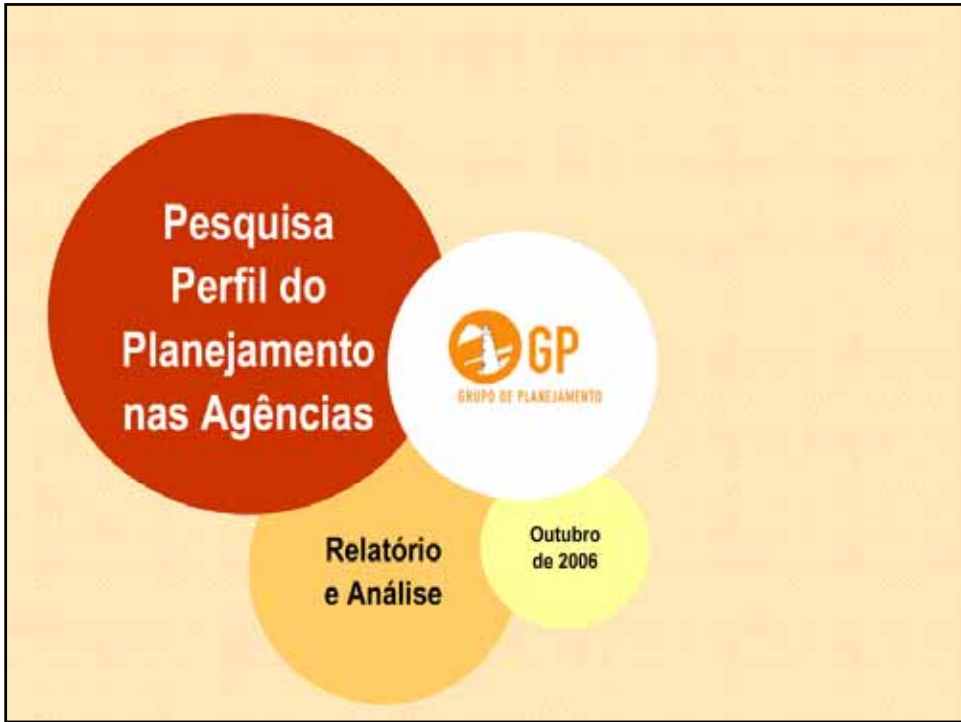 Pesquisa
Perfil do
Planejamento
nas Agências
GP
GRUPO DE PLANEJAMENTO
Relatório
e Análise
Outubro
de 2006